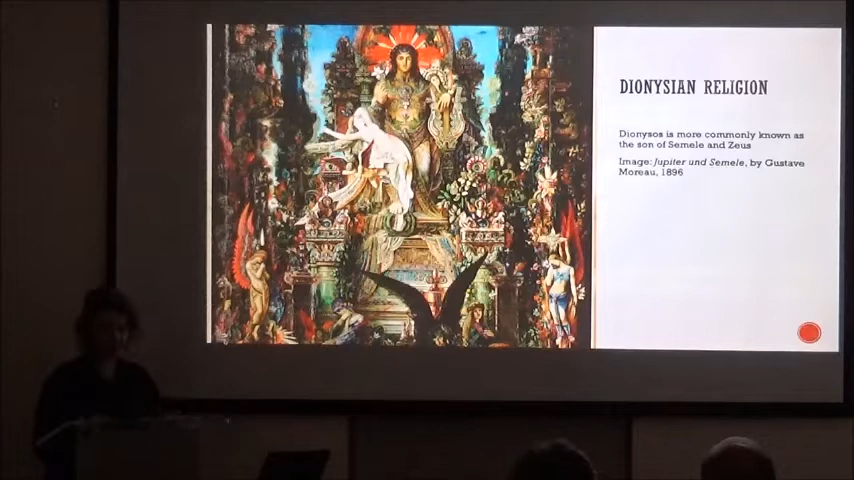 DIONYSIAN RELIGION
Dionysos is more commonly known as
the son of Semele and Zeus
Image: Jupiter und Semele, by Gustave
Moreau, 1896